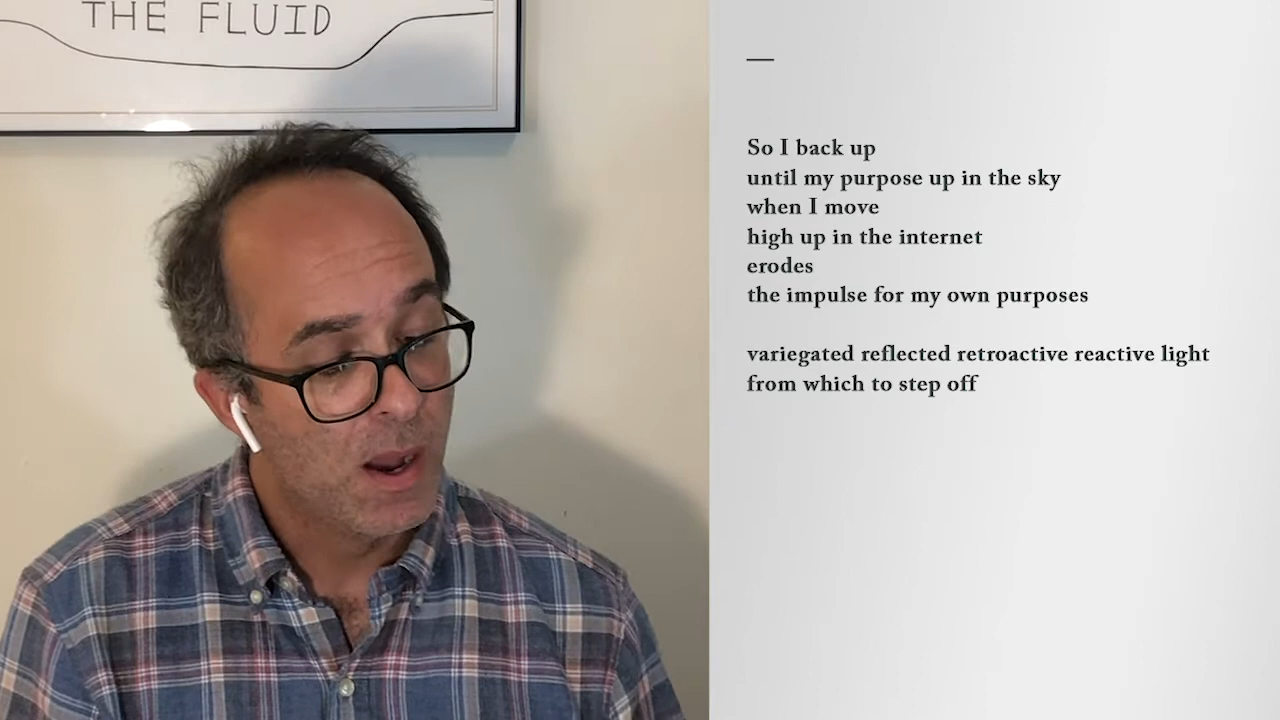 THE FLUID
—
So I back up
until my purpose up in the sky
when I move
high up in the internet
erodes
the impulse for my own purposes
variegated reflected retroactive reactive light
from which to step off